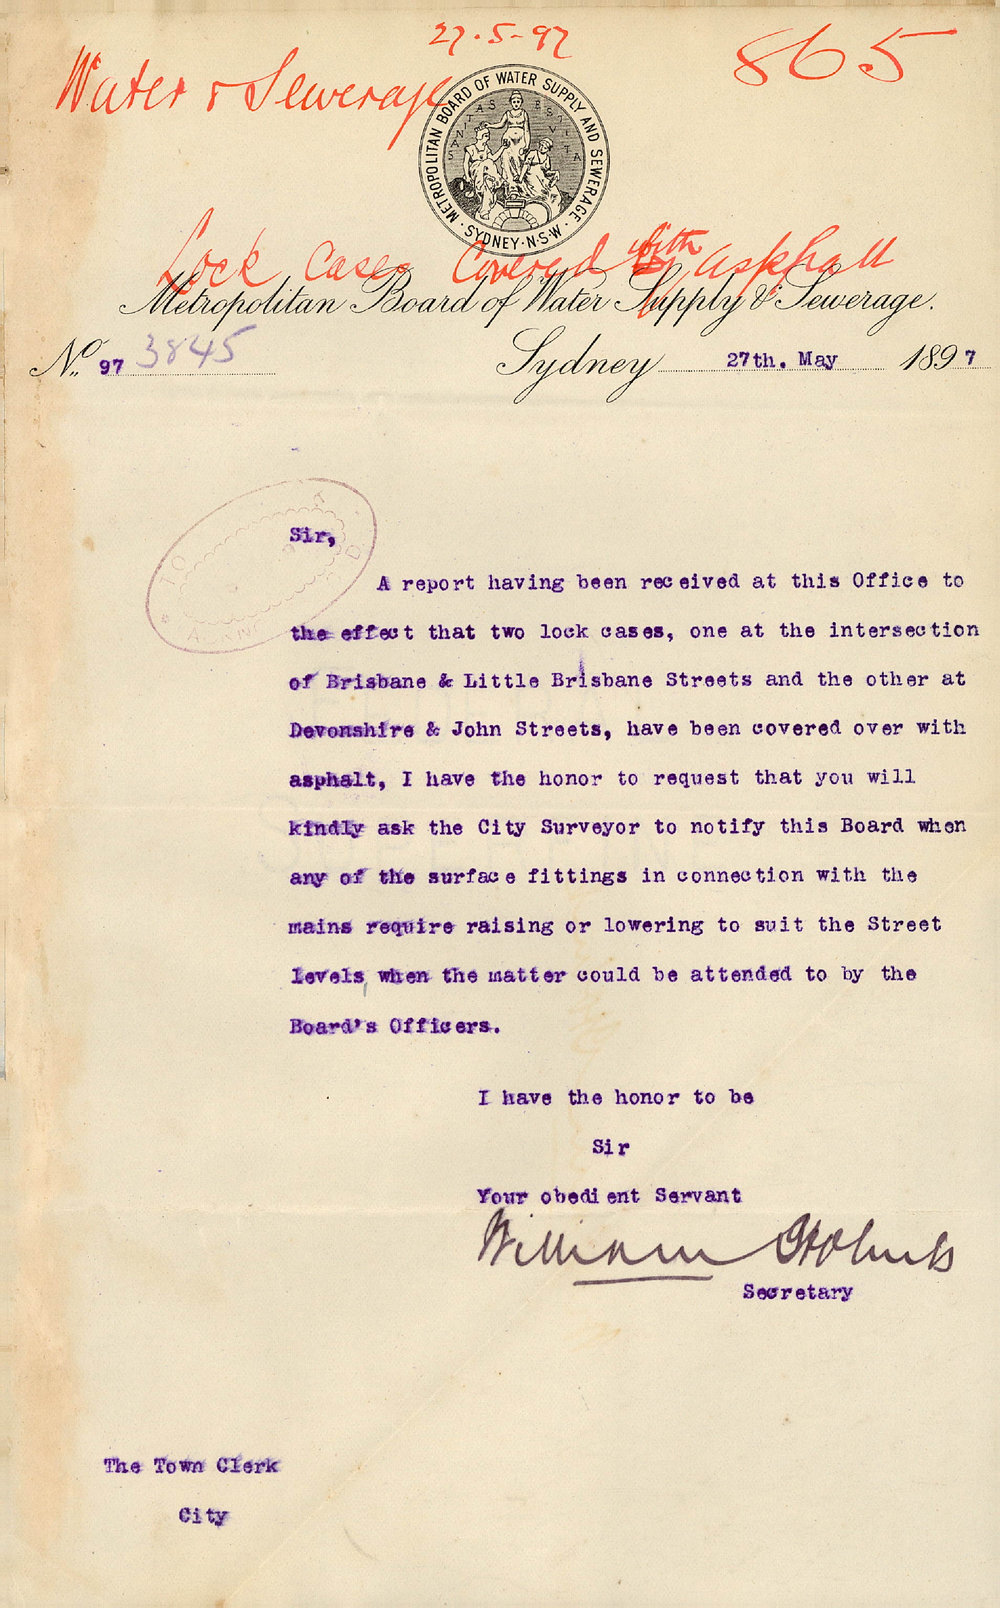 27·5-97
865
Water & Sewerage
METROPOLITAN BOARD OF WATER SUPPLY AND SEWERAGE
SANITAS
· SYDNEY · N·S·W ·
Lock Cases Covered with asphalt
Metropolitan Board of Water Supply & Sewerage.
No. 97 3845 Sydney 27th. May 1897
Sir,
A report having been received at this Office to
the effect that two lock cases, one at the intersection
of Brisbane & Little Brisbane Streets and the other at
Devonshire & John Streets, have been covered over with
asphalt, I have the honor to request that you will
kindly ask the City Surveyor to notify this Board when
any of the surface fittings in connection with the
mains require raising or lowering to suit the Street
levels, when the matter could be attended to by the
Board's Officers.
I have the honor to be
Sir
Your obedient Servant
William Holmes
Secretary
The Town Clerk
City